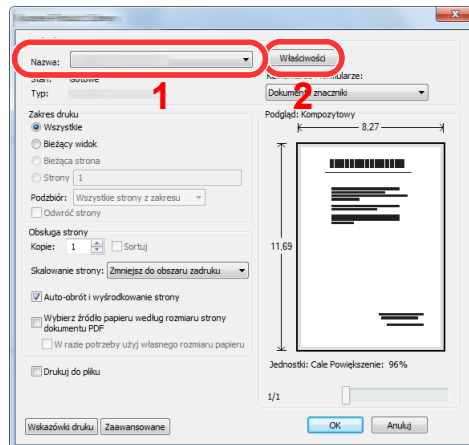 Nazwa:
Właściwości
Stan: Gotowe
Typ:
1
2
Dokument i znaczniki
Zakres druku
Wszystkie
Bieżący widok
Bieżąca strona
Strony 1
Podzbiór: Wszystkie strony z zakresu
Odwróć strony
Obsługa strony
Kopie: 1 Sortuj
Skalowanie strony: Zmniejsz do obszaru zadruku
Auto-obrót i wyśrodkowanie strony
Wybierz źródło papieru według rozmiaru strony
dokumentu PDF
W razie potrzeby użyj własnego rozmiaru papieru
Drukuj do pliku
Wskazówki druku Zaawansowane
Podgląd: Kompozytowy
8,27
11,69
Jednostki: Cale Powiększenie: 96%
1/1
OK Anuluj